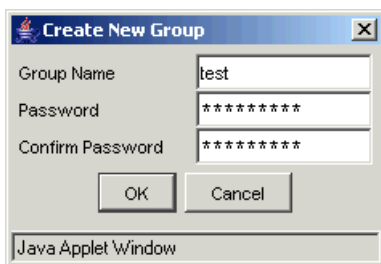 Create New Group
Group Name test
Password *********
Confirm Password *********
OK Cancel
Java Applet Window